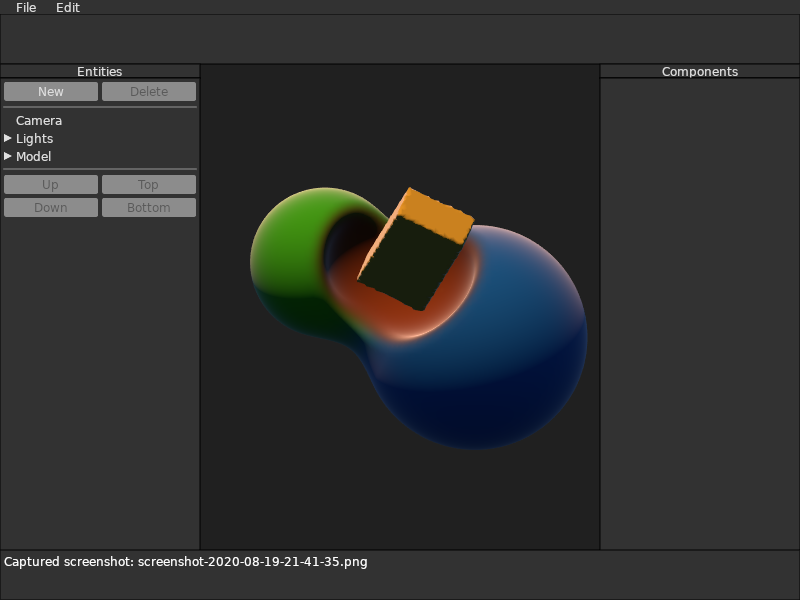 File Edit
Entities
Components
New Delete
Camera
Lights
Model
Up Top
Down Bottom
Captured screenshot: screenshot-2020-08-19-21-41-35.png